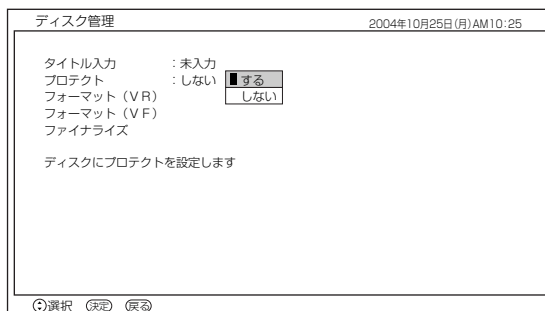 ディスク管理 2004年10月25日(月)AM10:25
タイトル入力 :未入力
プロテクト :しない する
フォーマット(VR) しない
フォーマット(VF)
ファイナライズ
ディスクにプロテクトを設定します
選択 決定 戻る